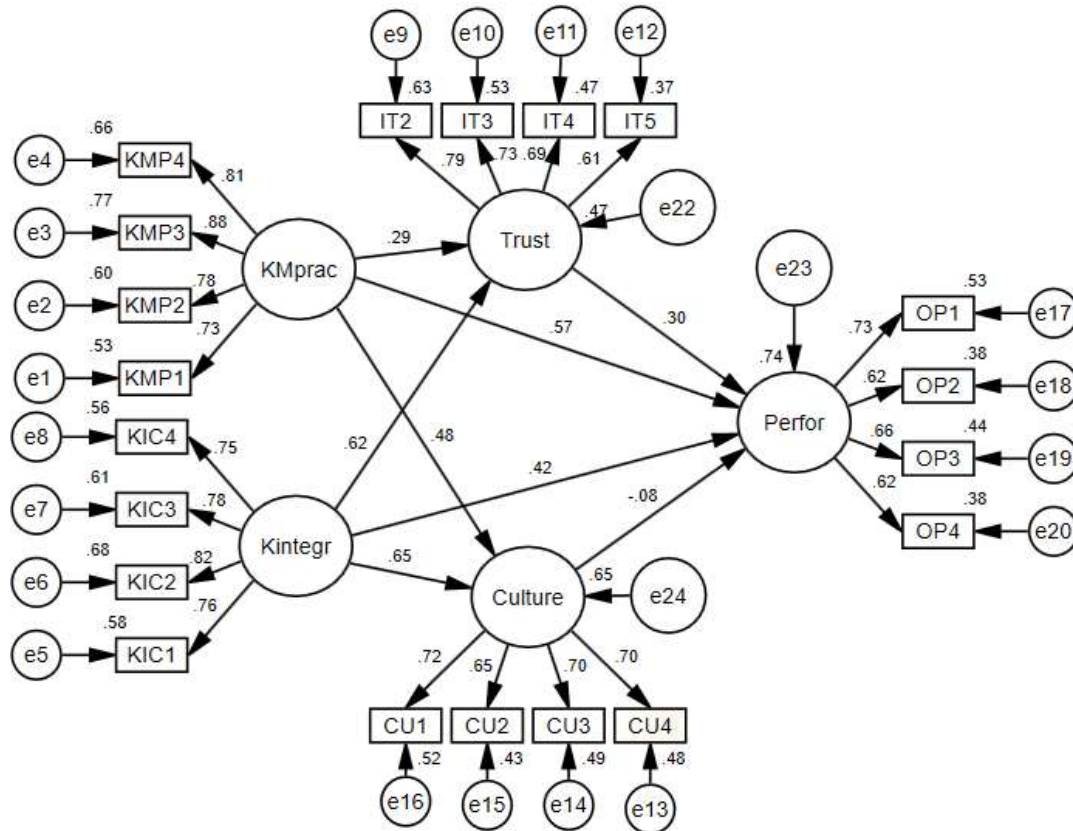 e9
e10
e11
e12
.63
.53
.47
.37
IT2
IT3
IT4
IT5
.79
.73
.69
.61
.66
e4
KMP4
.81
.77
e3
KMP3
.88
.60
e2
KMP2
.78
.53
e1
KMP1
.73
KMprac
.29
Trust
.47
e22
e23
.57
.30
.74
Perfor
.53
.73
OP1
e17
.38
.62
OP2
e18
.44
.66
OP3
e19
.38
.62
OP4
e20
.56
e8
KIC4
.75
.61
e7
KIC3
.78
.68
e6
KIC2
.82
.58
e5
KIC1
.76
Kintegr
.62
.48
.42
-.08
.65
Culture
.65
e24
.72
.65
.70
.70
CU1
CU2
CU3
CU4
.52
.43
.49
.48
e16
e15
e14
e13